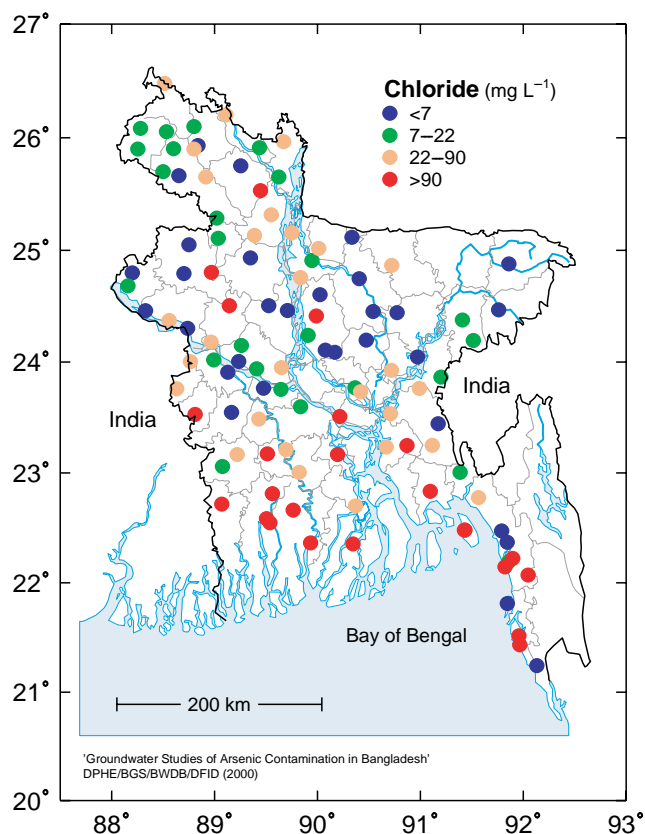 27°
Chloride (mg L⁻¹)
<7
7–22
22–90
>90
26°
25°
24°
India
India
23°
22°
Bay of Bengal
21°
200 km
'Groundwater Studies of Arsenic Contamination in Bangladesh'
DPHE/BGS/BWDB/DFID (2000)
20°
88° 89° 90° 91° 92° 93°